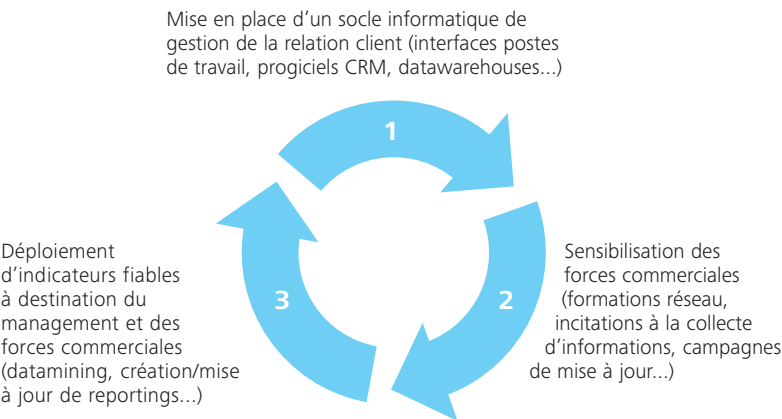 Mise en place d’un socle informatique de
gestion de la relation client (interfaces postes
de travail, progiciels CRM, datawarehouses...)
1
Sensibilisation des
forces commerciales
(formations réseau,
incitations à la collecte
d’informations, campagnes
de mise à jour...)
2
Déploiement
d’indicateurs fiables
à destination du
management et des
forces commerciales
(datamining, création/mise
à jour de reportings...)
3